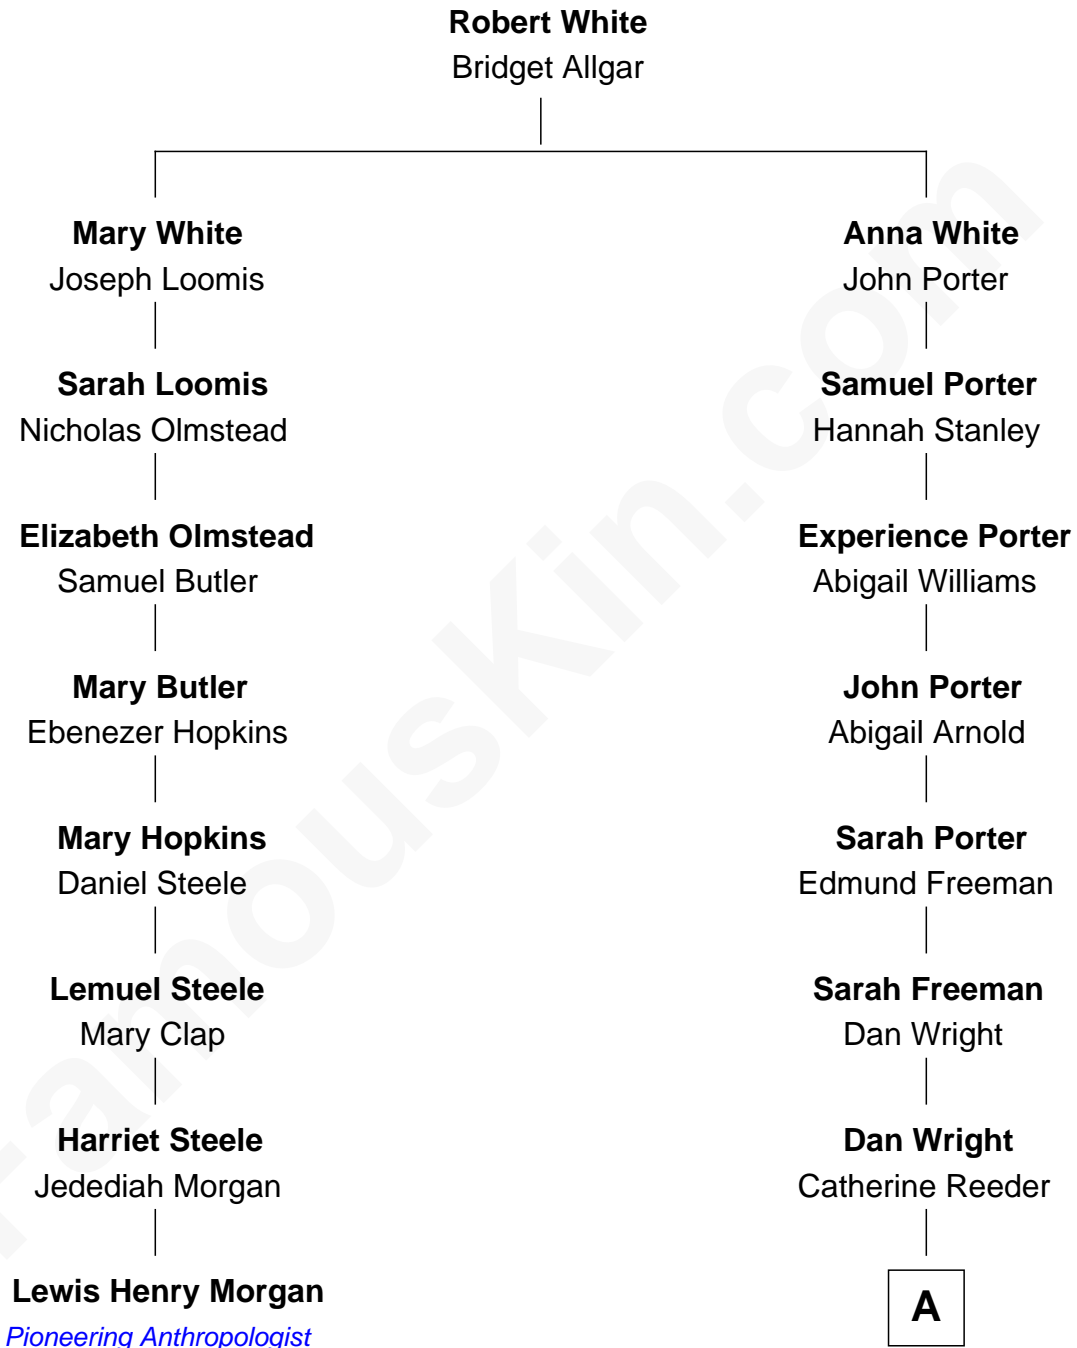 Robert White
Bridget Allgar
Mary White
Joseph Loomis
Anna White
John Porter
Sarah Loomis
Nicholas Olmstead
Samuel Porter
Hannah Stanley
Elizabeth Olmstead
Samuel Butler
Experience Porter
Abigail Williams
Mary Butler
Ebenezer Hopkins
John Porter
Abigail Arnold
Mary Hopkins
Daniel Steele
Sarah Porter
Edmund Freeman
Lemuel Steele
Mary Clap
Sarah Freeman
Dan Wright
Harriet Steele
Jedediah Morgan
Dan Wright
Catherine Reeder
Lewis Henry Morgan
Pioneering Anthropologist
A
FamousKin.com